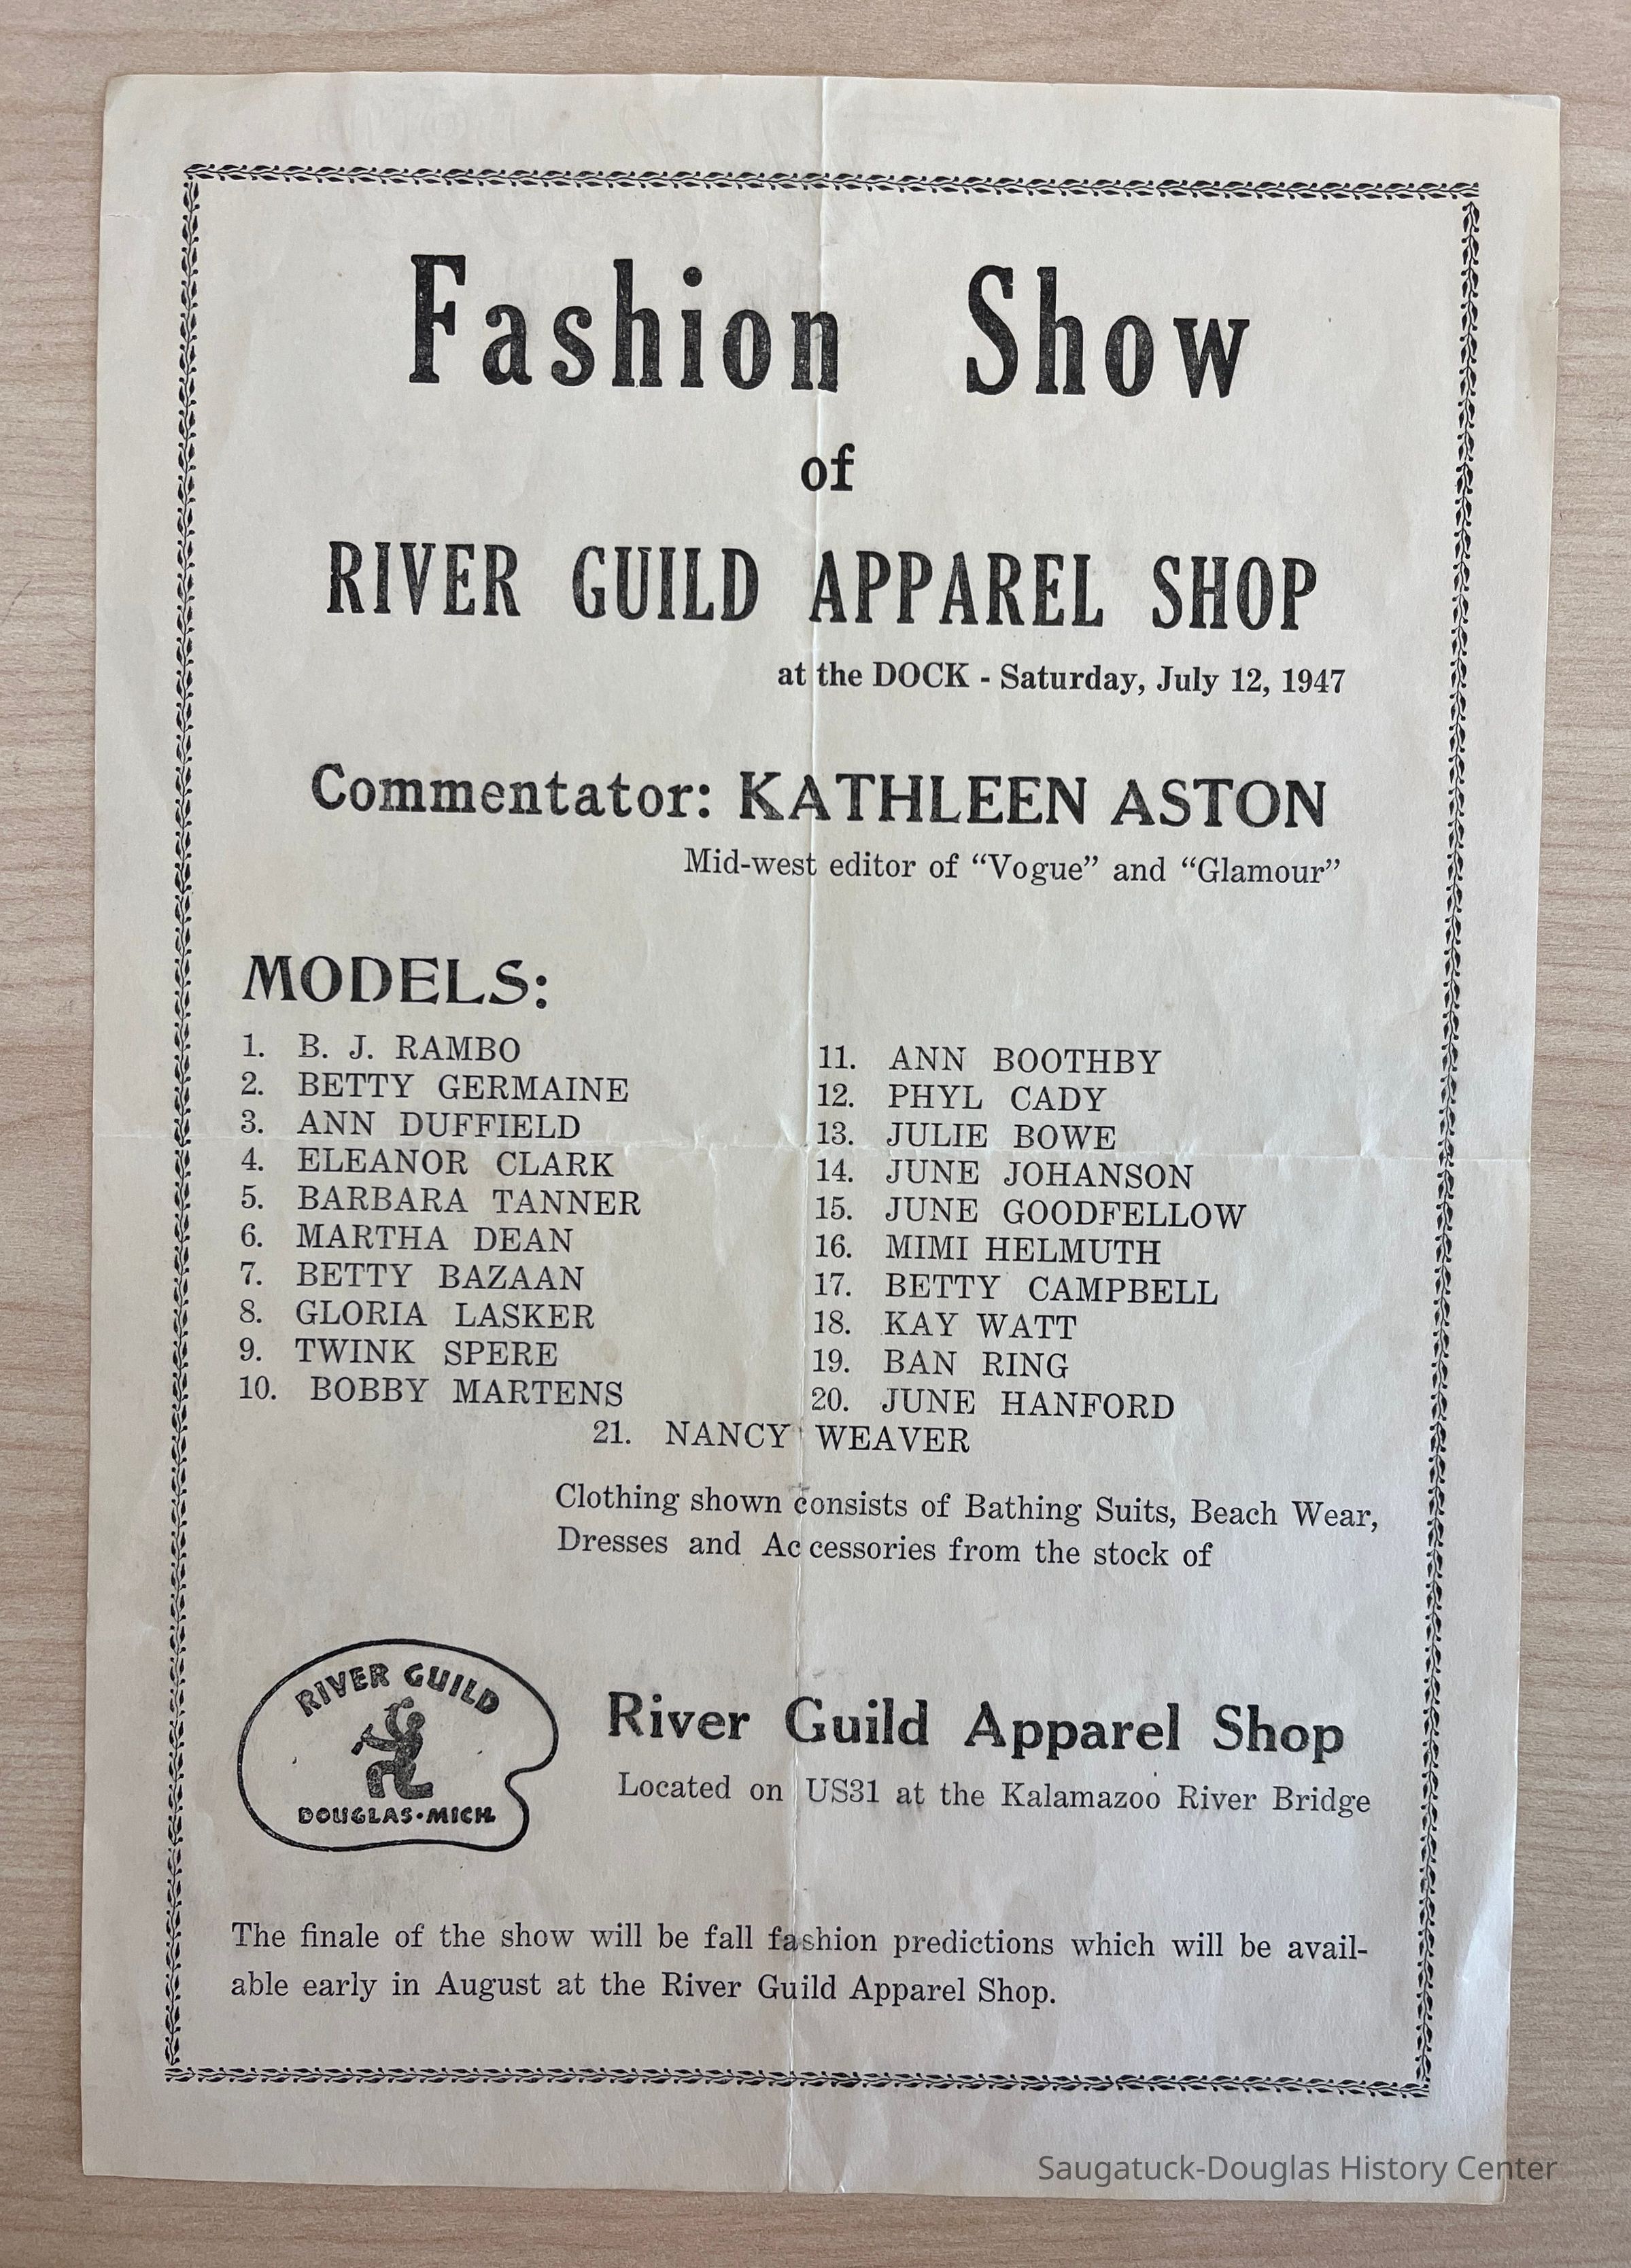 Fashion Show
of
RIVER GUILD APPAREL SHOP
at the DOCK - Saturday, July 12, 1947
Commentator: KATHLEEN ASTON
Mid-west editor of “Vogue” and “Glamour”
MODELS:
1. B. J. RAMBO
2. BETTY GERMAINE
3. ANN DUFFIELD
4. ELEANOR CLARK
5. BARBARA TANNER
6. MARTHA DEAN
7. BETTY BAZAAN
8. GLORIA LASKER
9. TWINK SPERE
10. BOBBY MARTENS
11. ANN BOOTHBY
12. PHYL CADY
13. JULIE BOWE
14. JUNE JOHANSON
15. JUNE GOODFELLOW
16. MIMI HELMUTH
17. BETTY CAMPBELL
18. KAY WATT
19. BAN RING
20. JUNE HANFORD
21. NANCY WEAVER
Clothing shown consists of Bathing Suits, Beach Wear,
Dresses and Accessories from the stock of
RIVER GUILD
DOUGLAS·MICH.
River Guild Apparel Shop
Located on US31 at the Kalamazoo River Bridge
The finale of the show will be fall fashion predictions which will be avail-
able early in August at the River Guild Apparel Shop.
Saugatuck-Douglas History Center